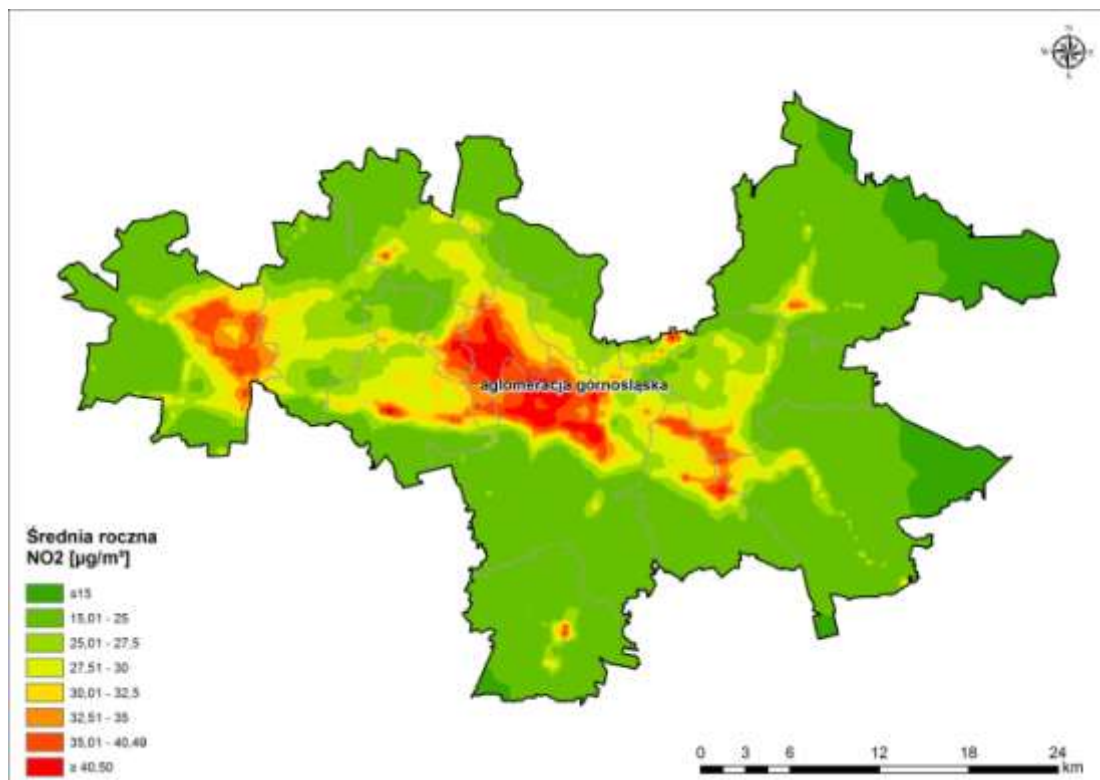 N
W E
aglomeracja górnośląska
Średnia roczna
NO2 [µg/m³]
≤15
15,01 - 25
25,01 - 27,5
27,51 - 30
30,01 - 32,5
32,51 - 35
35,01 - 40,49
≥ 40,50
0 3 6 12 18 24
km